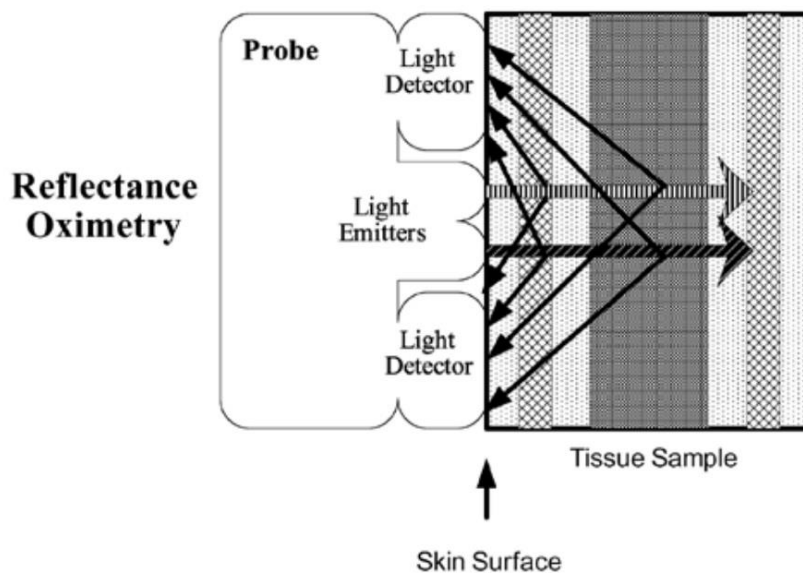 Probe
Light
Detector
Reflectance
Oximetry
Light
Emitters
Light
Detector
Tissue Sample
Skin Surface